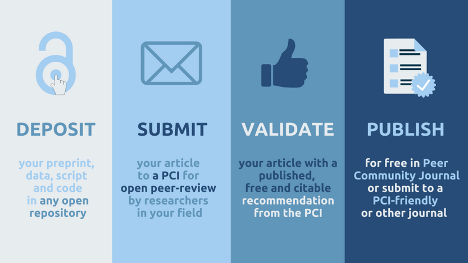 DEPOSIT
your preprint,
data, script
and code
in any open
repository
SUBMIT
your article
to a PCI for
open peer-review
by researchers
in your field
VALIDATE
your article with a
published,
free and citable
recommendation
from the PCI
PUBLISH
for free in Peer
Community Journal
or submit to a
PCI-friendly
or other journal